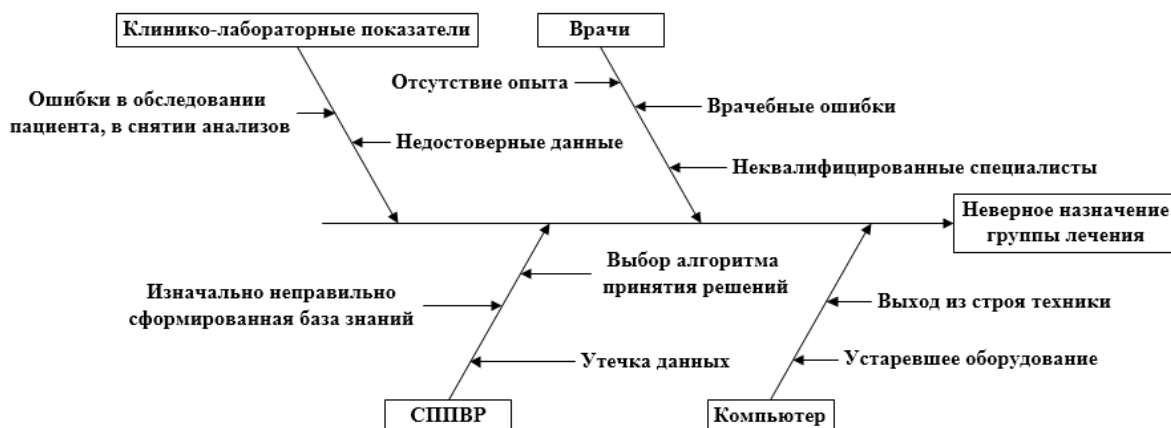 Клинико-лабораторные показатели
Врачи
Отсутствие опыта
Ошибки в обследовании
пациента, в снятии анализов
Врачебные ошибки
Недостоверные данные
Неквалифицированные специалисты
Неверное назначение
группы лечения
Выбор алгоритма
принятия решений
Изначально неправильно
сформированная база знаний
Выход из строя техники
Утечка данных
Устаревшее оборудование
СППВР
Компьютер